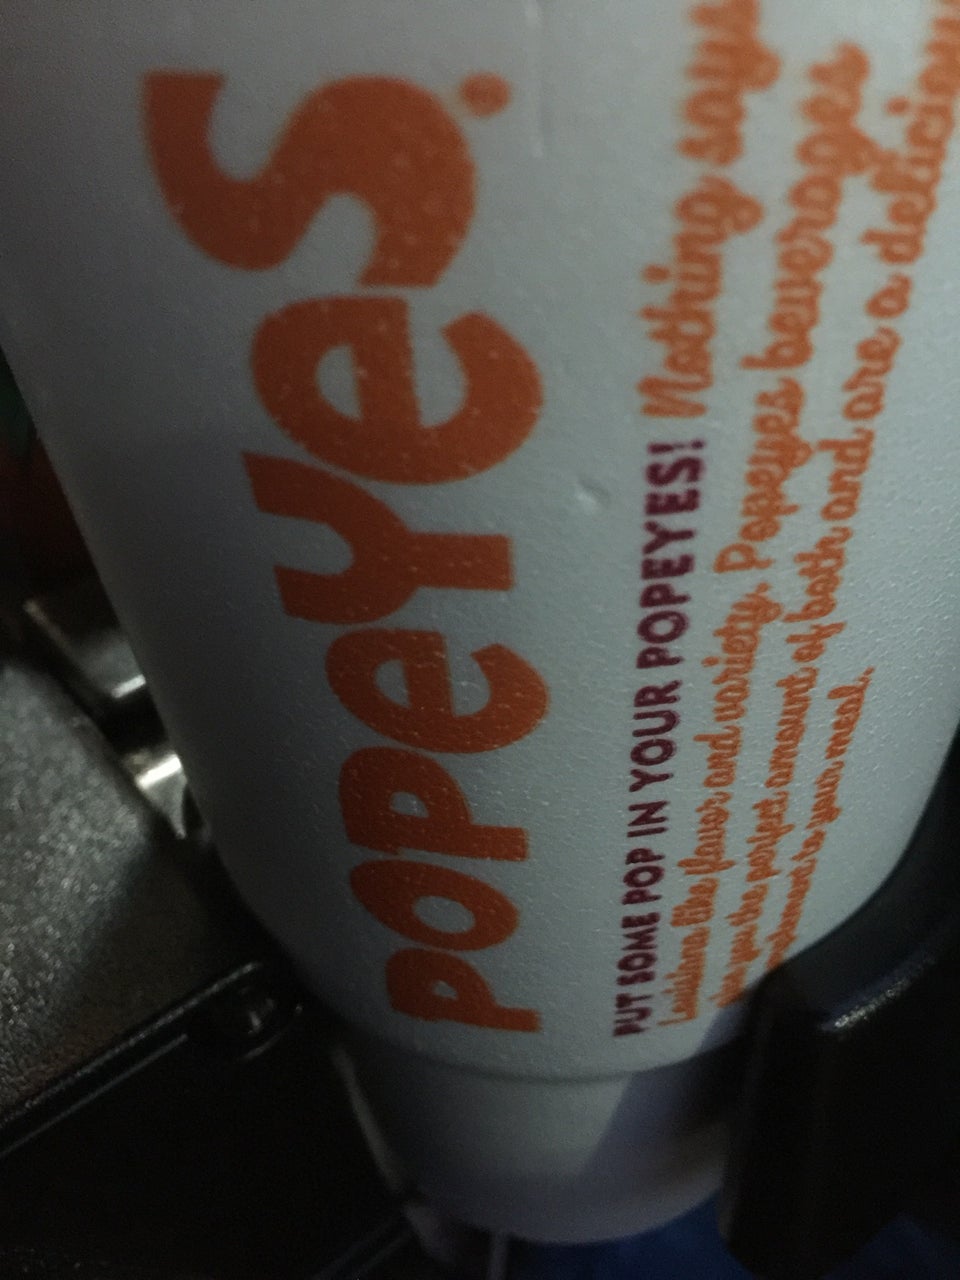 POPEYES.
PUT SOME POP IN YOUR POPEYES! Nothing says
Louisiana like flavor and variety. Popeyes beverages
give you the perfect amount of both and are a delicious
complement to your meal.